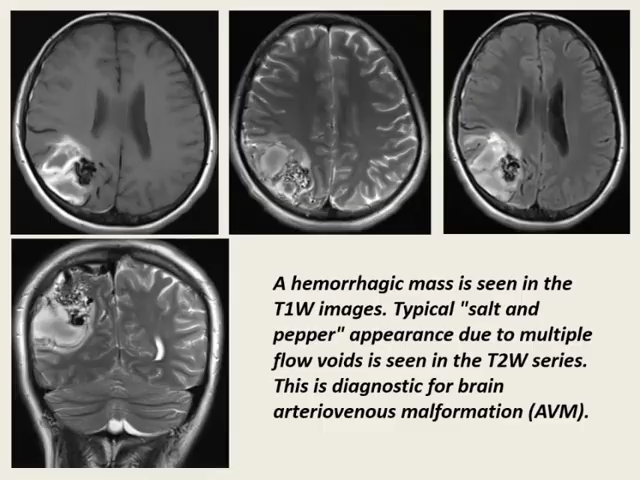 A hemorrhagic mass is seen in the
T1W images. Typical "salt and
pepper" appearance due to multiple
flow voids is seen in the T2W series.
This is diagnostic for brain
arteriovenous malformation (AVM).